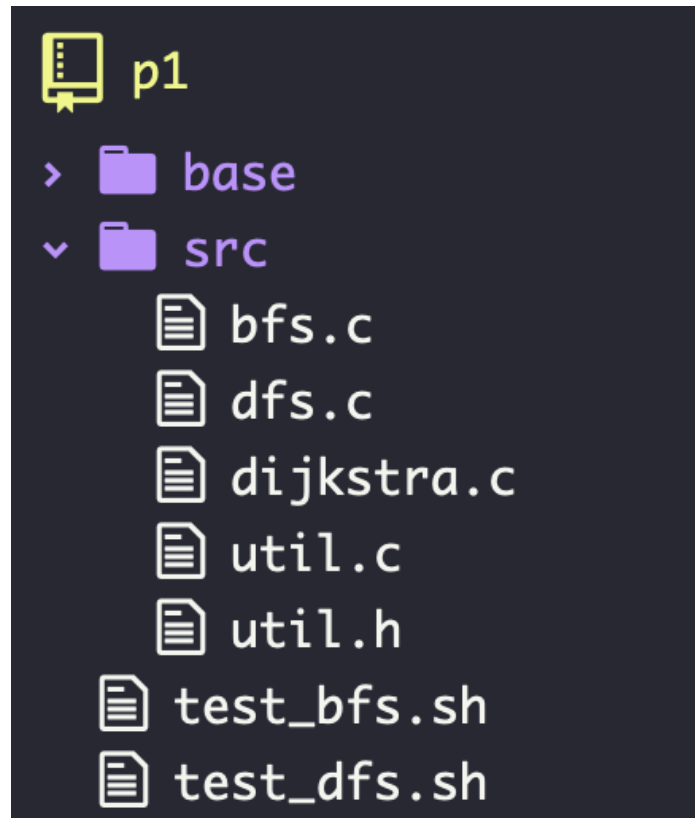 p1
base
src
bfs.c
dfs.c
dijkstra.c
util.c
util.h
test_bfs.sh
test_dfs.sh